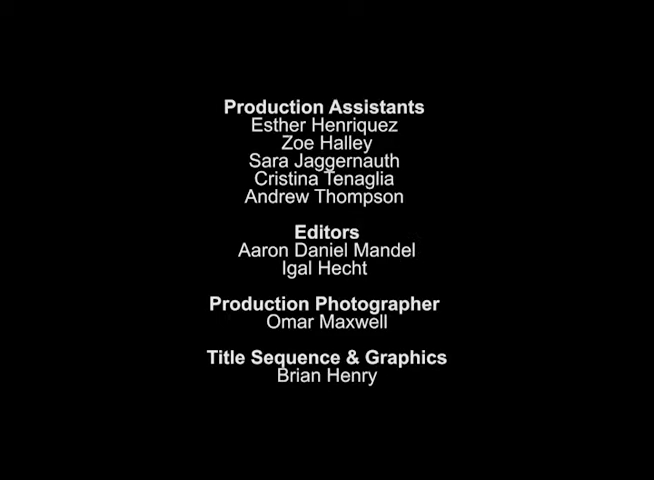 Production Assistants
Esther Henriquez
Zoe Halley
Sara Jaggernauth
Cristina Tenaglia
Andrew Thompson
Editors
Aaron Daniel Mandel
Igal Hecht
Production Photographer
Omar Maxwell
Title Sequence & Graphics
Brian Henry